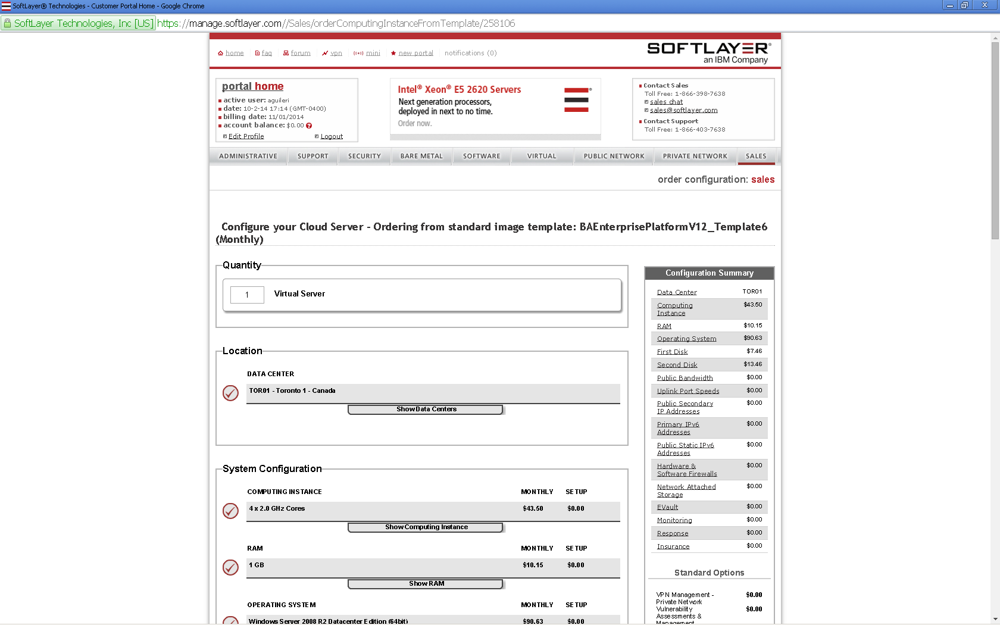 SoftLayer® Technologies - Customer Portal Home - Google Chrome
SoftLayer Technologies, Inc [US] https://manage.softlayer.com//Sales/orderComputingInstanceFromTemplate/258106
home faq forum vpn mini new portal notifications (0)
SOFTLAYER®
an IBM Company
portal home
active user: aguileri
date: 10-2-14 17:14 (GMT-0400)
billing date: 11/01/2014
account balance: $0.00 ?
Edit Profile Logout
Intel® Xeon® E5 2620 Servers
Next generation processors,
deployed in next to no time.
Order now.
Contact Sales
Toll Free: 1-866-398-7638
sales chat
sales@softlayer.com
Contact Support
Toll Free: 1-866-403-7638
ADMINISTRATIVE SUPPORT SECURITY BARE METAL SOFTWARE VIRTUAL PUBLIC NETWORK PRIVATE NETWORK SALES
order configuration: sales
Configure your Cloud Server - Ordering from standard image template: BAEnterprisePlatformV12_Template6
(Monthly)
Quantity
1 Virtual Server
Location
DATA CENTER
TOR01 - Toronto 1 - Canada
Show Data Centers
System Configuration
COMPUTING INSTANCE MONTHLY SETUP
4 x 2.0 GHz Cores $43.50 $0.00
Show Computing Instance
RAM MONTHLY SETUP
1 GB $10.15 $0.00
Show RAM
OPERATING SYSTEM MONTHLY SETUP
Windows Server 2008 R2 Datacenter Edition (64bit) $90.63 $0.00
Configuration Summary
Data Center TOR01
Computing $43.50
Instance
RAM $10.15
Operating System $90.63
First Disk $7.46
Second Disk $13.46
Public Bandwidth $0.00
Uplink Port Speeds $0.00
Public Secondary $0.00
IP Addresses
Primary IPv6 $0.00
Addresses
Public Static IPv6 $0.00
Addresses
Hardware & $0.00
Software Firewalls
Network Attached $0.00
Storage
EVault $0.00
Monitoring $0.00
Response $0.00
Insurance $0.00
Standard Options
VPN Management - $0.00
Private Network
Vulnerability $0.00
Assessments &
Management